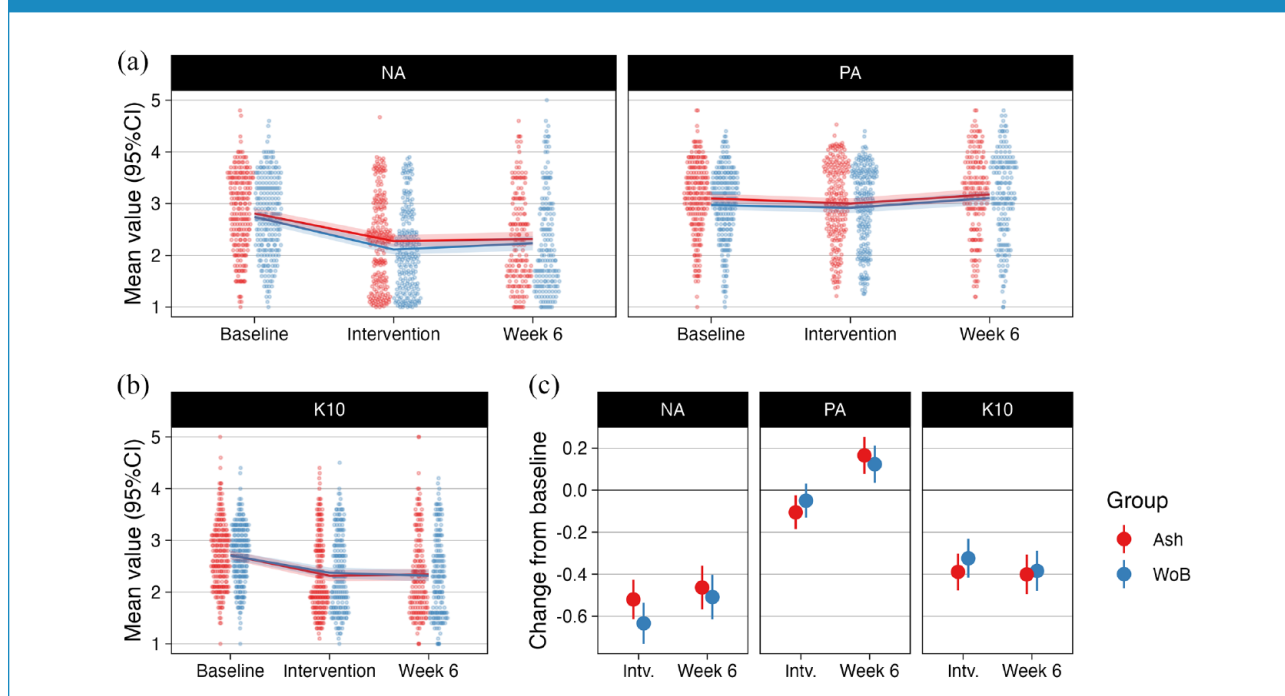 (a)
NA
PA
Mean value (95%CI)
5
4
3
2
1
Baseline
Intervention
Week 6
Baseline
Intervention
Week 6
(b)
K10
Mean value (95%CI)
5
4
3
2
1
Baseline
Intervention
Week 6
(c)
NA
PA
K10
Change from baseline
0.2
0.0
-0.2
-0.4
-0.6
Intv.
Week 6
Intv.
Week 6
Intv.
Week 6
Group
Ash
WoB